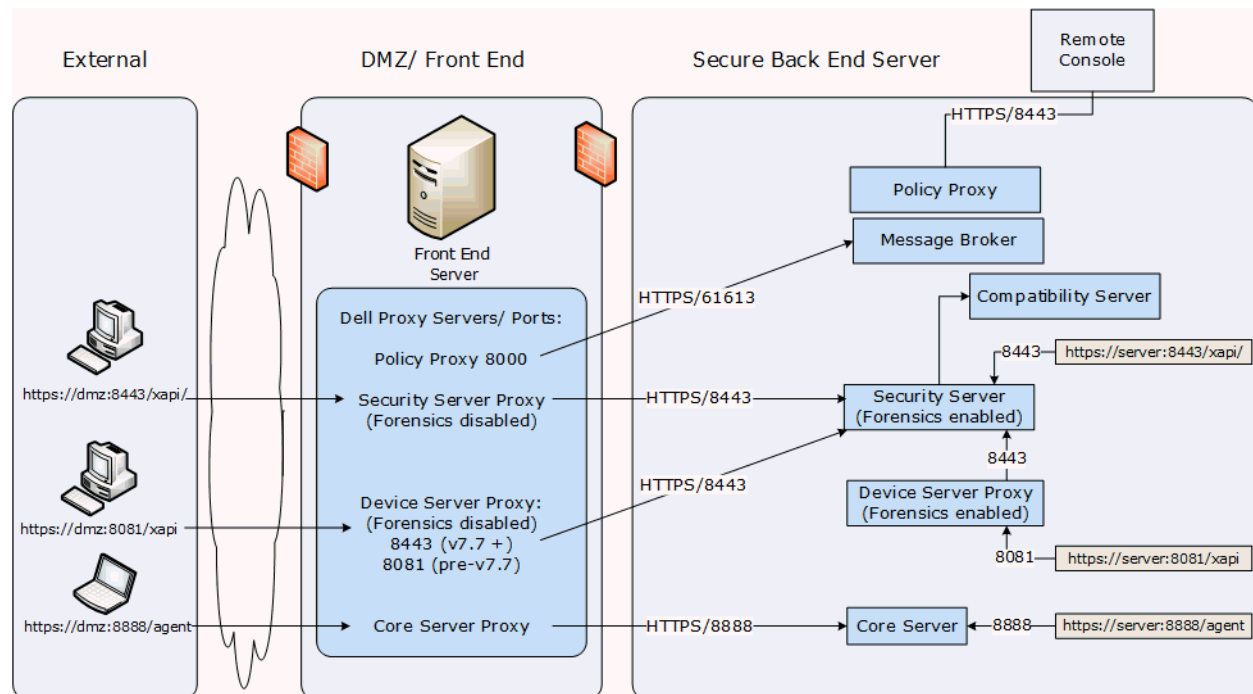 External
DMZ/ Front End
Secure Back End Server
Remote
Console
HTTPS/8443
Policy Proxy
Message Broker
Front End
Server
HTTPS/61613
Compatibility Server
Dell Proxy Servers/ Ports:
Policy Proxy 8000
8443
https://server:8443/xapi/
https://dmz:8443/xapi/
Security Server Proxy
(Forensics disabled)
HTTPS/8443
Security Server
(Forensics enabled)
8443
HTTPS/8443
Device Server Proxy
(Forensics enabled)
https://dmz:8081/xapi
Device Server Proxy:
(Forensics disabled)
8443 (v7.7 +)
8081 (pre-v7.7)
8081
https://server:8081/xapi
https://dmz:8888/agent
Core Server Proxy
HTTPS/8888
Core Server
8888
https://server:8888/agent